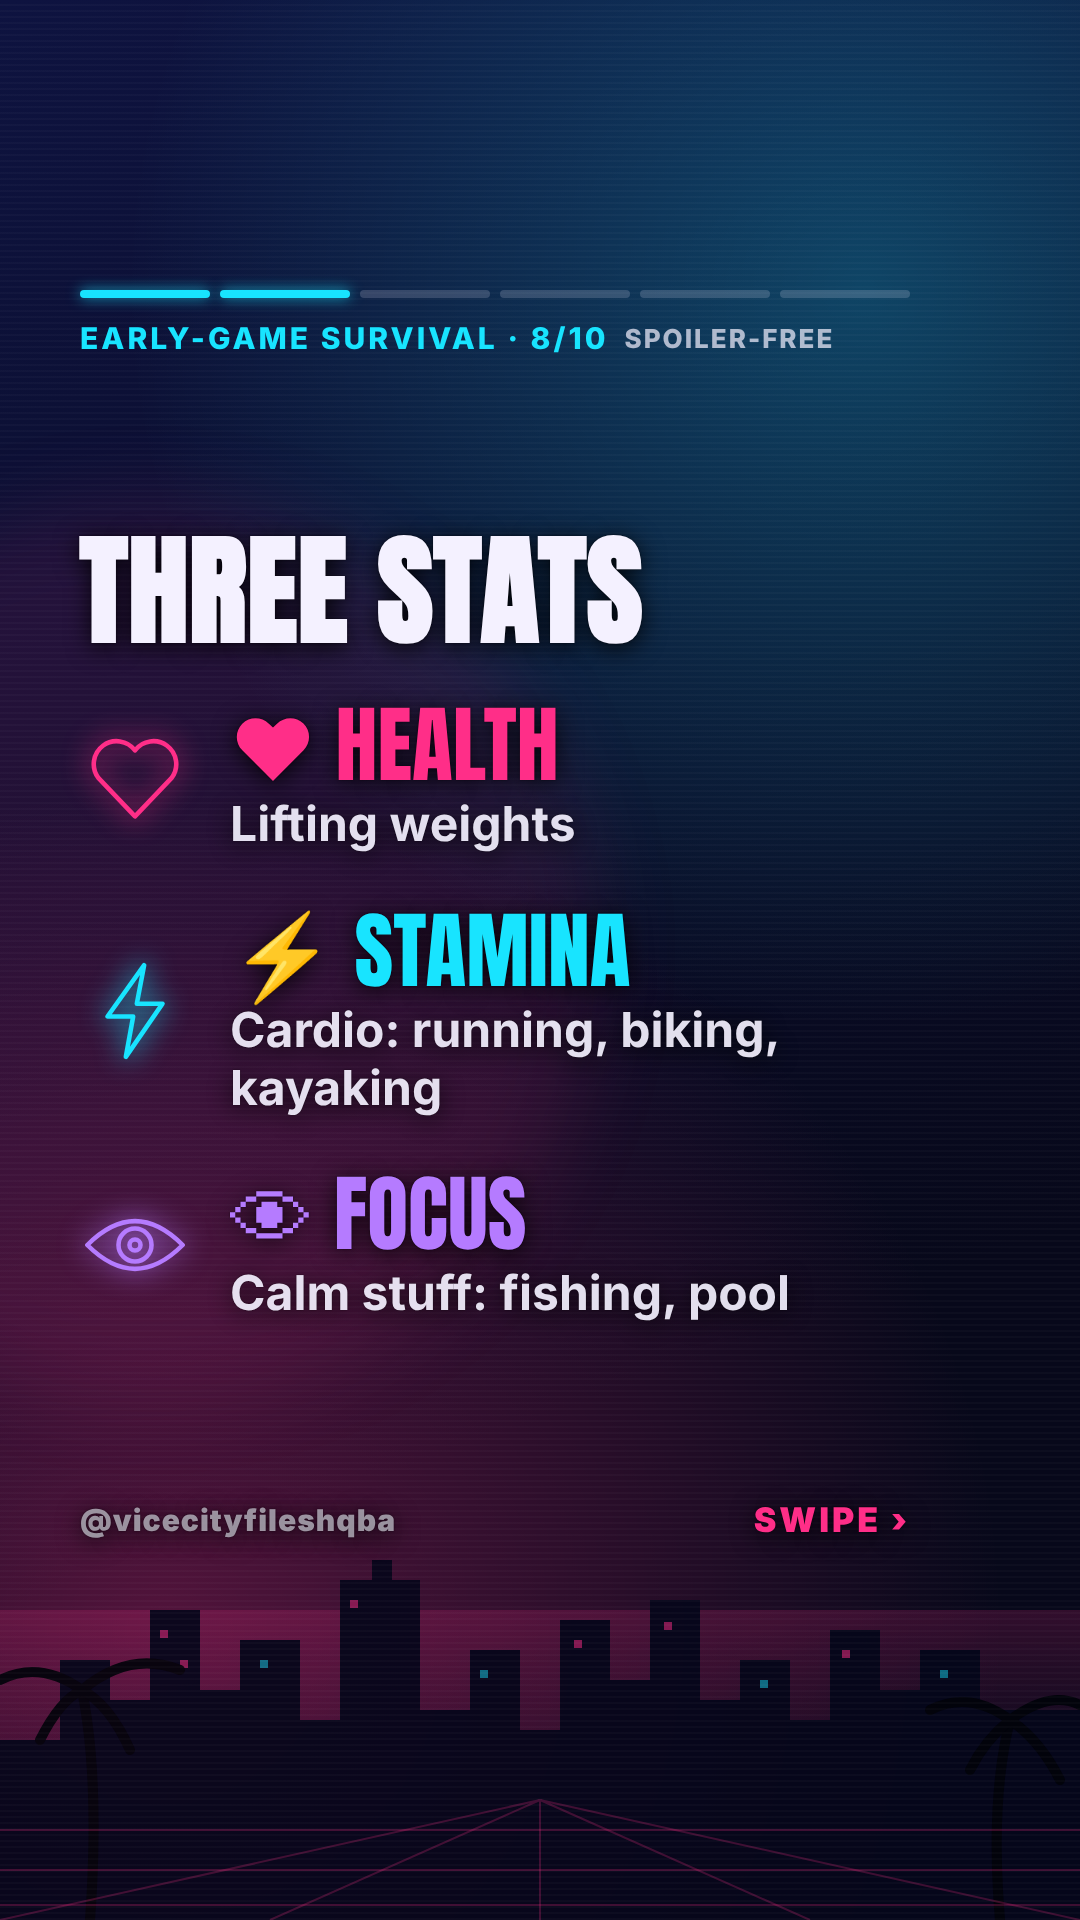 EARLY-GAME SURVIVAL · 8/10 SPOILER-FREE
THREE STATS
♥ HEALTH
Lifting weights
⚡ STAMINA
Cardio: running, biking,
kayaking
👁 FOCUS
Calm stuff: fishing, pool
@vicecityfileshqba
SWIPE ›